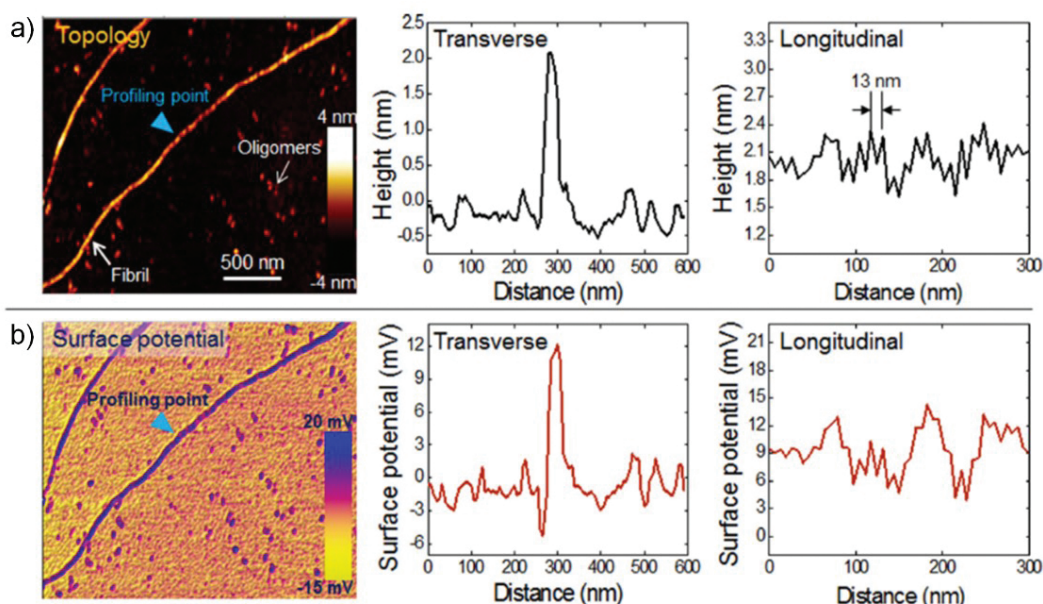 a)
Topology
Profiling point
4 nm
Oligomers
Fibril
500 nm
-4 nm
Transverse
Height (nm)
2.5
2.0
1.5
1.0
0.5
0.0
-0.5
0 100 200 300 400 500 600
Distance (nm)
Longitudinal
13 nm
Height (nm)
3.3
3.0
2.7
2.4
2.1
1.8
1.5
1.2
0 100 200 300
Distance (nm)
b)
Surface potential
Profiling point
20 mV
-15 mV
Transverse
Surface potential (mV)
12
9
6
3
0
-3
-6
0 100 200 300 400 500 600
Distance (nm)
Longitudinal
Surface potential (mV)
21
18
15
12
9
6
3
0
0 100 200 300
Distance (nm)